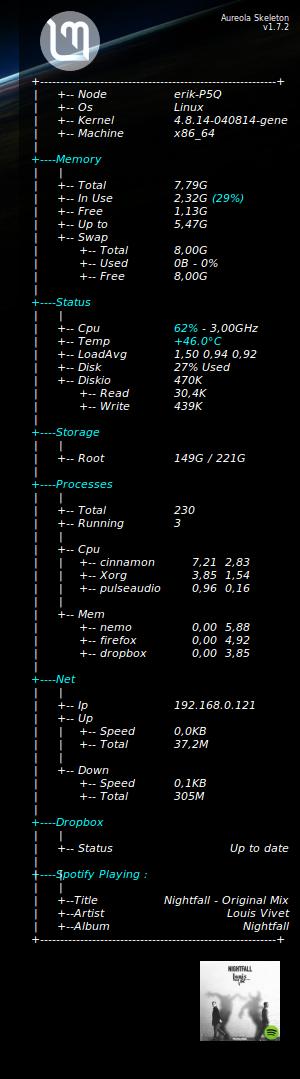 Aureola Skeleton
v1.7.2
+-- Node erik-P5Q
+-- Os Linux
+-- Kernel 4.8.14-040814-gene
+-- Machine x86_64
+----Memory
+-- Total 7,79G
+-- In Use 2,32G (29%)
+-- Free 1,13G
+-- Up to 5,47G
+-- Swap
+-- Total 8,00G
+-- Used 0B - 0%
+-- Free 8,00G
+----Status
+-- Cpu 62% - 3,00GHz
+-- Temp +46.0°C
+-- LoadAvg 1,50 0,94 0,92
+-- Disk 27% Used
+-- Diskio 470K
+-- Read 30,4K
+-- Write 439K
+----Storage
+-- Root 149G / 221G
+----Processes
+-- Total 230
+-- Running 3
+-- Cpu
+-- cinnamon 7,21 2,83
+-- Xorg 3,85 1,54
+-- pulseaudio 0,96 0,16
+-- Mem
+-- nemo 0,00 5,88
+-- firefox 0,00 4,92
+-- dropbox 0,00 3,85
+----Net
+-- Ip 192.168.0.121
+-- Up
+-- Speed 0,0KB
+-- Total 37,2M
+-- Down
+-- Speed 0,1KB
+-- Total 305M
+----Dropbox
+-- Status Up to date
+----Spotify Playing :
+--Title Nightfall - Original Mix
+--Artist Louis Vivet
+--Album Nightfall
NIGHTFALL